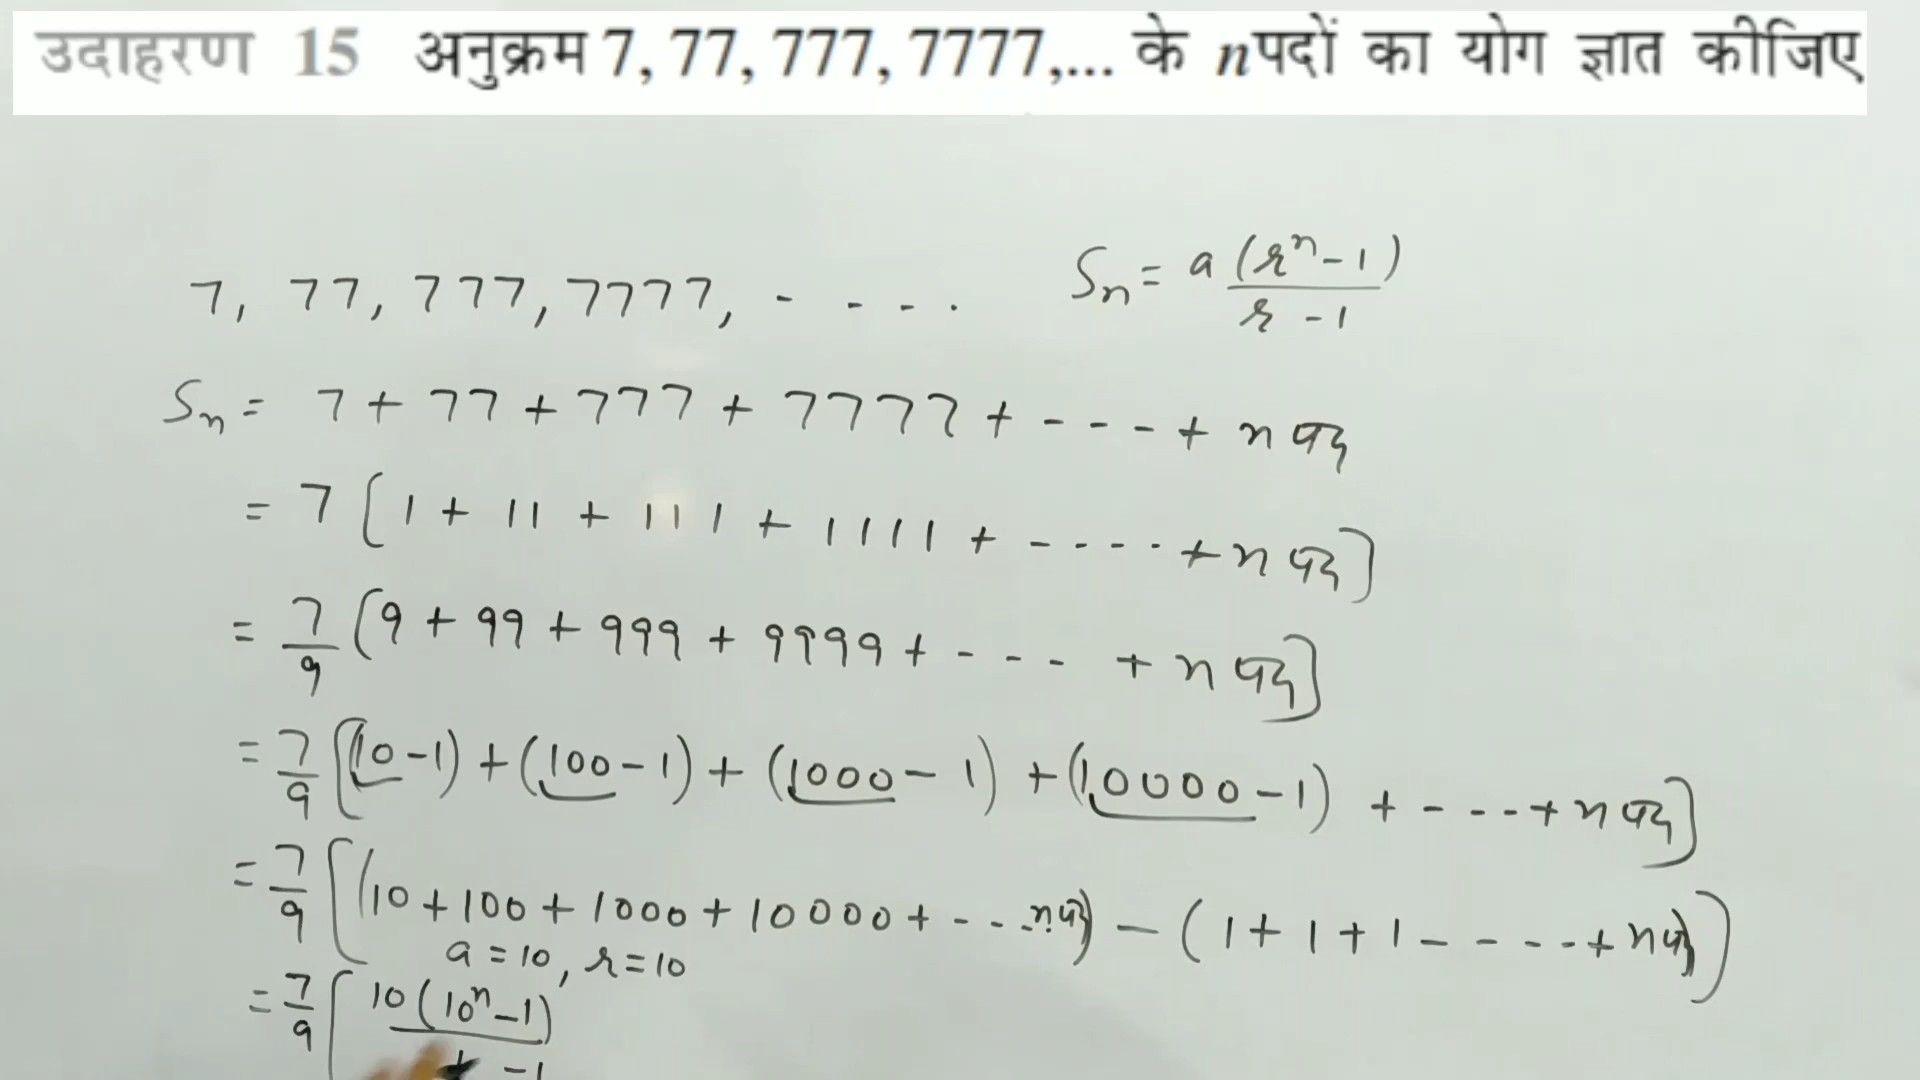 उदाहरण 15 अनुक्रम 7, 77, 777, 7777,... के nपदों का योग ज्ञात कीजिए
7, 77, 777, 7777, - - - .
Sn = a (r^n - 1) / r - 1
Sn = 7 + 77 + 777 + 7777 + - - - + n पद
= 7 [1 + 11 + 111 + 1111 + - - - - + n पद]
= 7/9 [9 + 99 + 999 + 9999 + - - - + n पद]
= 7/9 [(10-1) + (100-1) + (1000-1) + (10000-1) + - - - + n पद]
= 7/9 [(10 + 100 + 1000 + 10000 + - - - n पद) - (1 + 1 + 1 - - - - + n पद)]
a = 10, r = 10
= 7/9 [10 (10^n - 1) / - 1